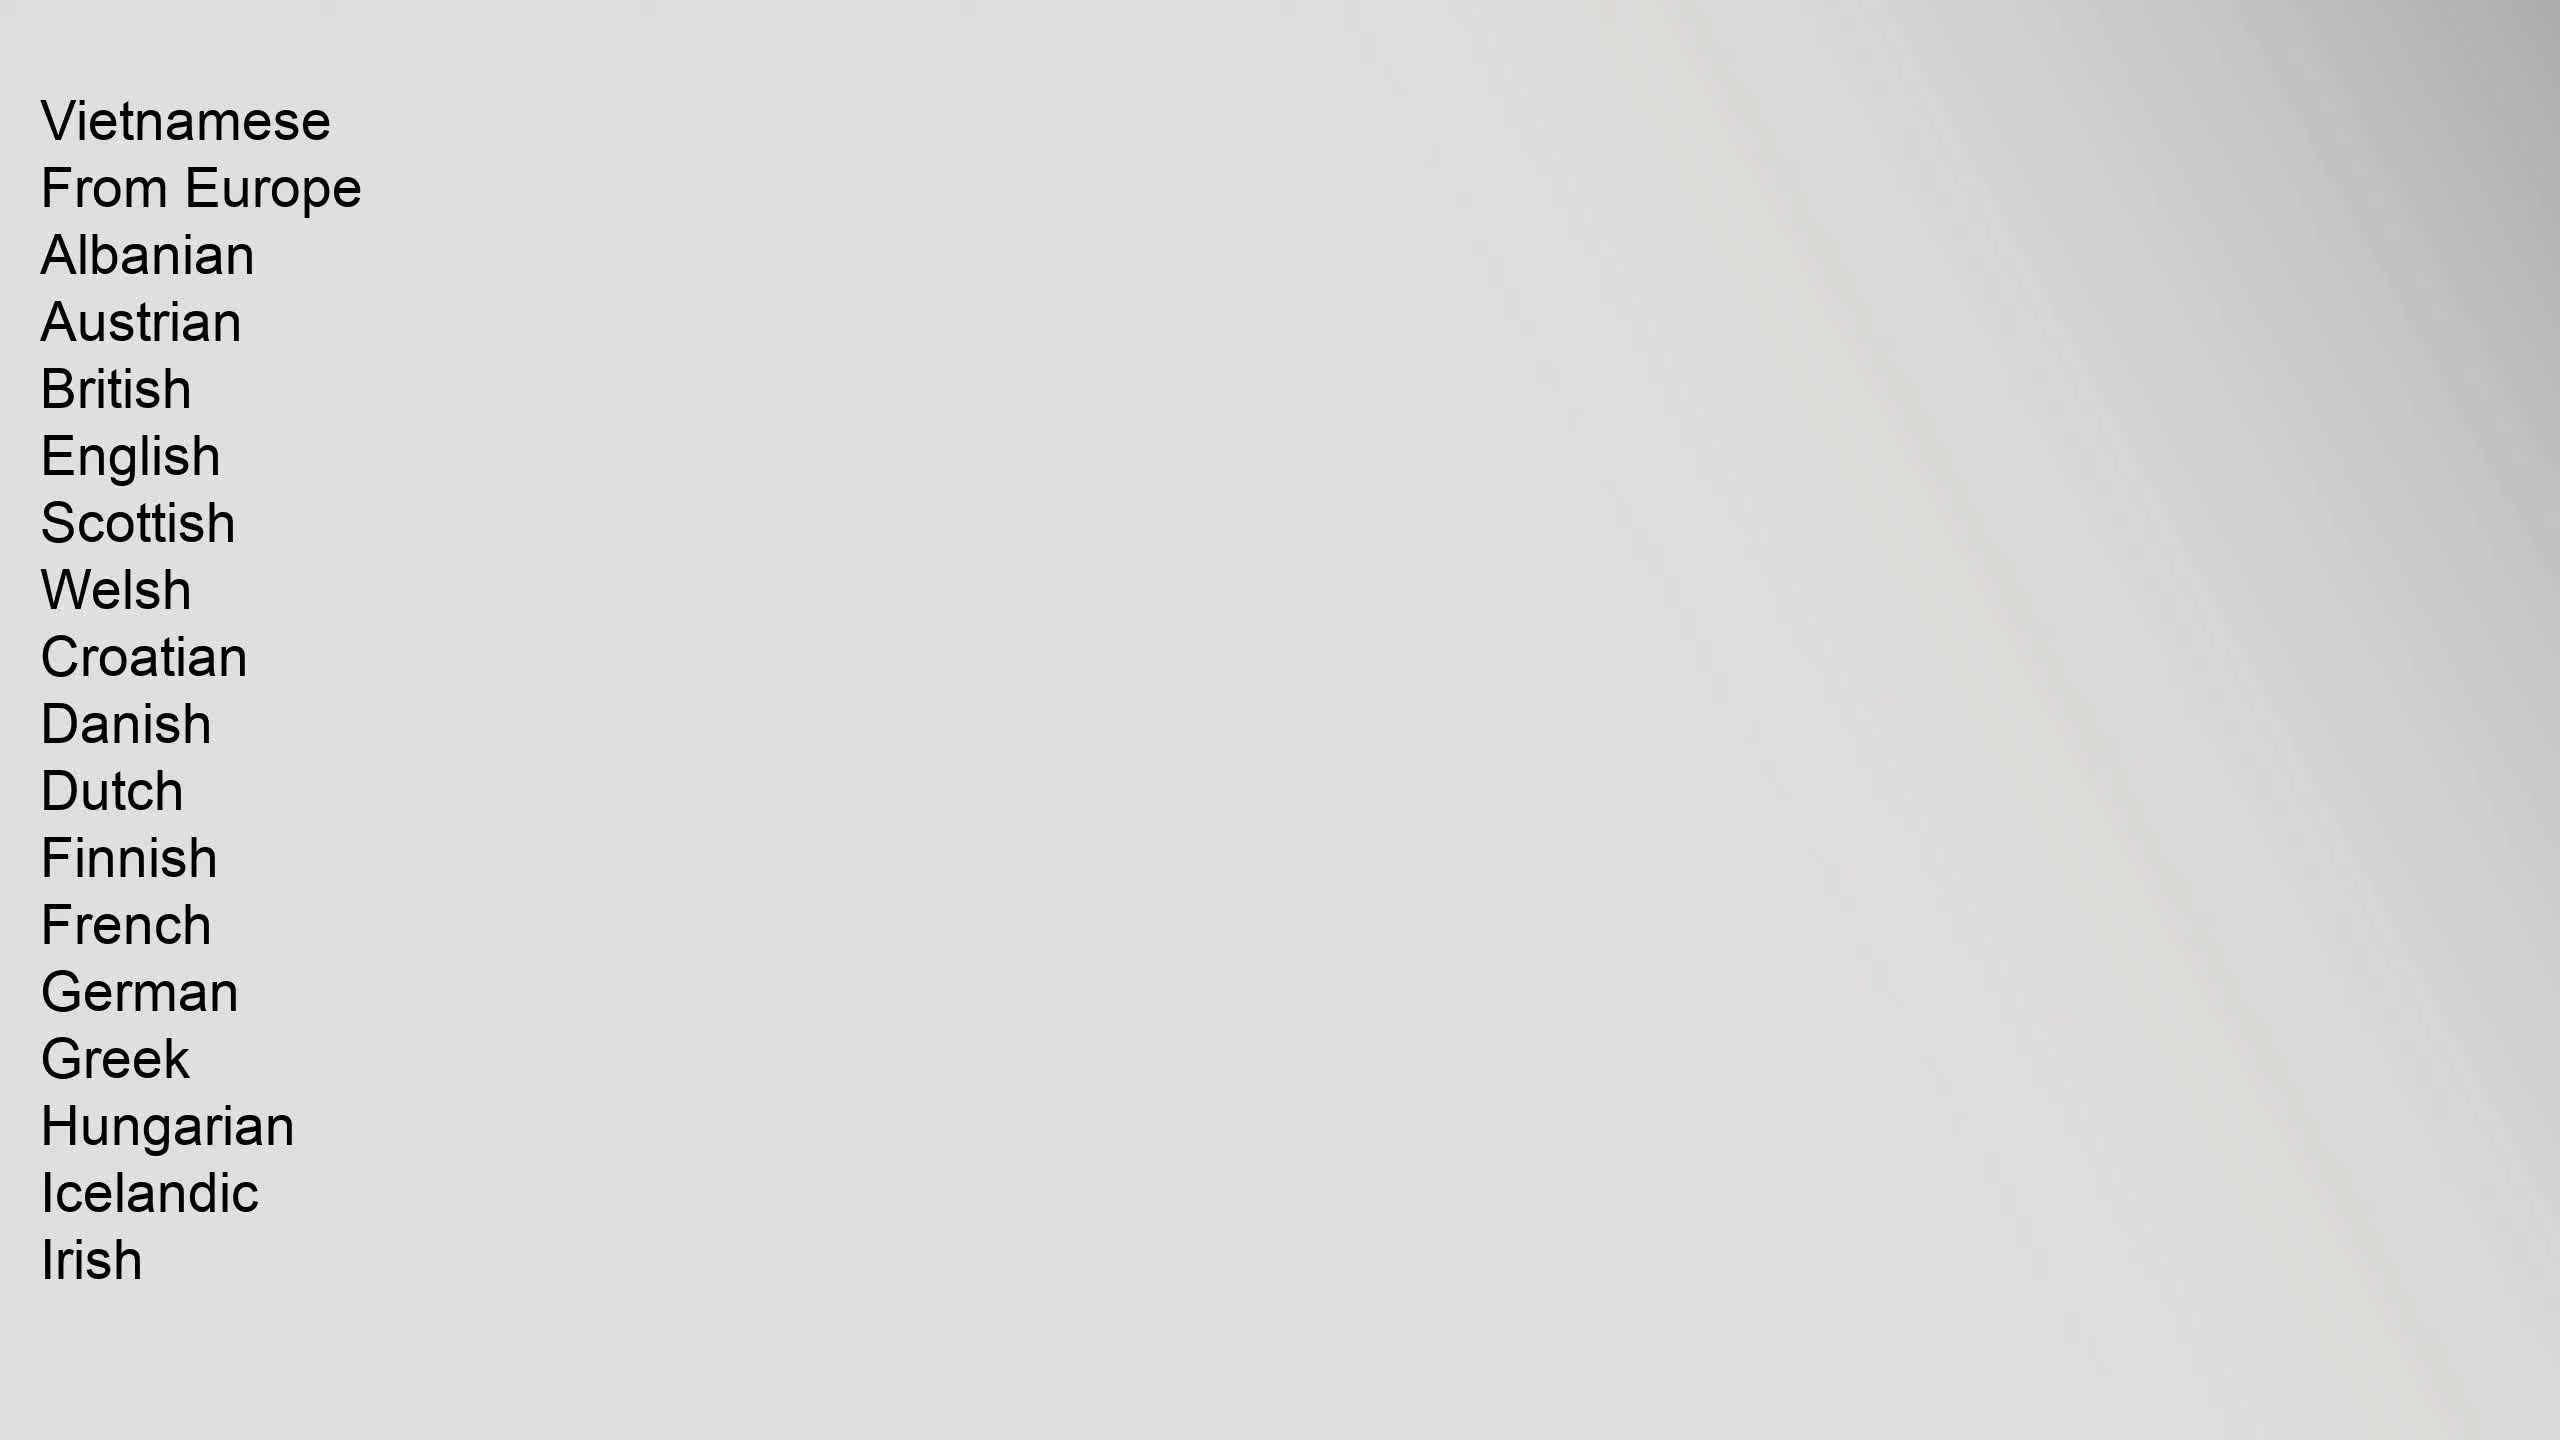 Vietnamese
From Europe
Albanian
Austrian
British
English
Scottish
Welsh
Croatian
Danish
Dutch
Finnish
French
German
Greek
Hungarian
Icelandic
Irish